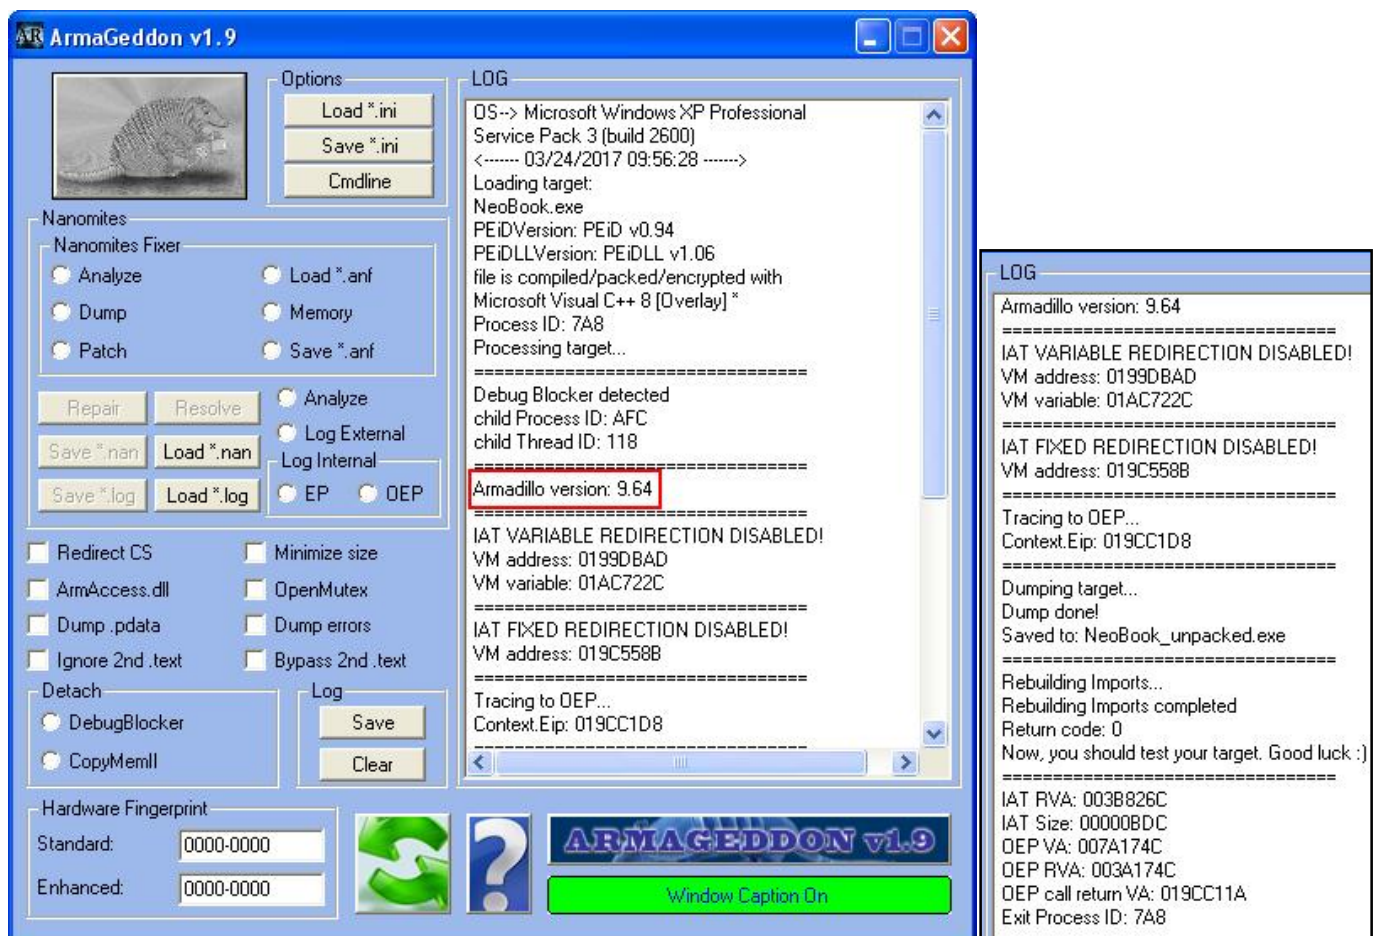 AR ArmaGeddon v1.9
Options
Load *.ini
Save *.ini
Cmdline
Nanomites
Nanomites Fixer
Analyze
Load *.anf
Dump
Memory
Patch
Save *.anf
Repair
Resolve
Analyze
Log External
Save *.nan
Load *.nan
Log Internal
Save *.log
Load *.log
EP
OEP
Redirect CS
Minimize size
ArmAccess.dll
OpenMutex
Dump .pdata
Dump errors
Ignore 2nd .text
Bypass 2nd .text
Detach
DebugBlocker
CopyMemII
Log
Save
Clear
Hardware Fingerprint
Standard: 0000-0000
Enhanced: 0000-0000
LOG
OS--> Microsoft Windows XP Professional
Service Pack 3 (build 2600)
<------- 03/24/2017 09:56:28 ------->
Loading target:
NeoBook.exe
PEiDVersion: PEiD v0.94
PEiDLLVersion: PEiDLL v1.06
file is compiled/packed/encrypted with
Microsoft Visual C++ 8 [Overlay] *
Process ID: 7A8
Processing target...
=================================
Debug Blocker detected
child Process ID: AFC
child Thread ID: 118
=================================
Armadillo version: 9.64
=================================
IAT VARIABLE REDIRECTION DISABLED!
VM address: 0199DBAD
VM variable: 01AC722C
=================================
IAT FIXED REDIRECTION DISABLED!
VM address: 019C558B
=================================
Tracing to OEP...
Context.Eip: 019CC1D8
=================================
ARMAGEDDON v1.9
Window Caption On
LOG
Armadillo version: 9.64
=================================
IAT VARIABLE REDIRECTION DISABLED!
VM address: 0199DBAD
VM variable: 01AC722C
=================================
IAT FIXED REDIRECTION DISABLED!
VM address: 019C558B
=================================
Tracing to OEP...
Context.Eip: 019CC1D8
=================================
Dumping target...
Dump done!
Saved to: NeoBook_unpacked.exe
=================================
Rebuilding Imports...
Rebuilding Imports completed
Return code: 0
Now, you should test your target. Good luck :)
=================================
IAT RVA: 003B826C
IAT Size: 00000BDC
OEP VA: 007A174C
OEP RVA: 003A174C
OEP call return VA: 019CC11A
Exit Process ID: 7A8